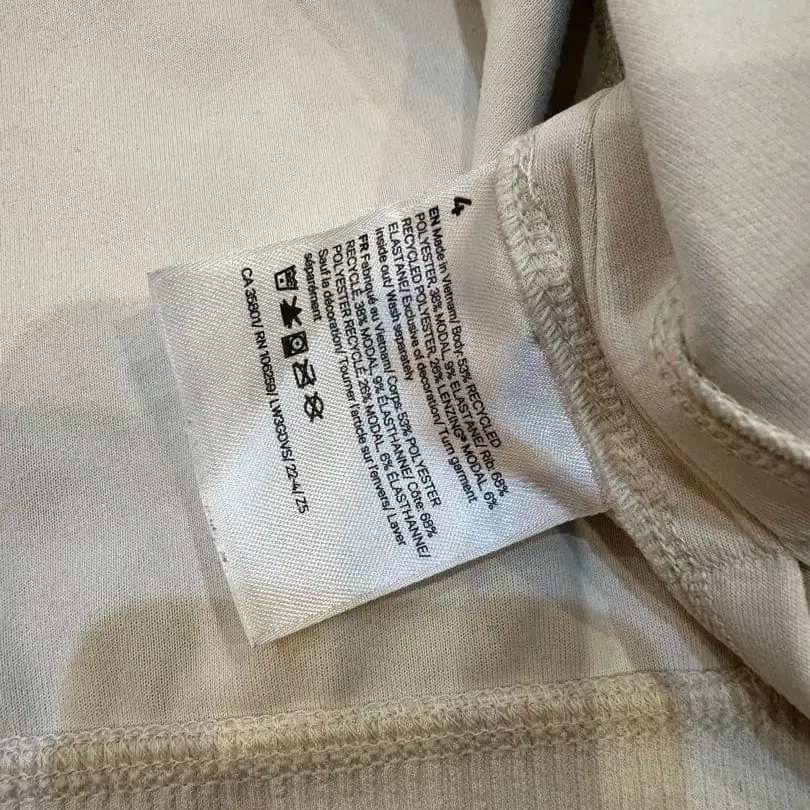 4
EN Made in Vietnam/ Body: 53% RECYCLED
POLYESTER, 38% MODAL, 9% ELASTANE/ Rib: 68%
RECYCLED POLYESTER, 26% LENZING® MODAL, 6%
ELASTANE/ Exclusive of decoration/ Turn garment
inside out/ Wash separately
FR Fabriqué au Vietnam/ Corps: 53% POLYESTER
RECYCLÉ, 38% MODAL, 9% ÉLASTHANNE/ Côte: 68%
POLYESTER RECYCLÉ, 26% MODAL, 6% ÉLASTHANNE/
Sauf la décoration/ Tourner l'article sur l'envers/ Laver
séparément
CA 35801/ RN 106259/ LW3GDVS/ 22-4/ Z5